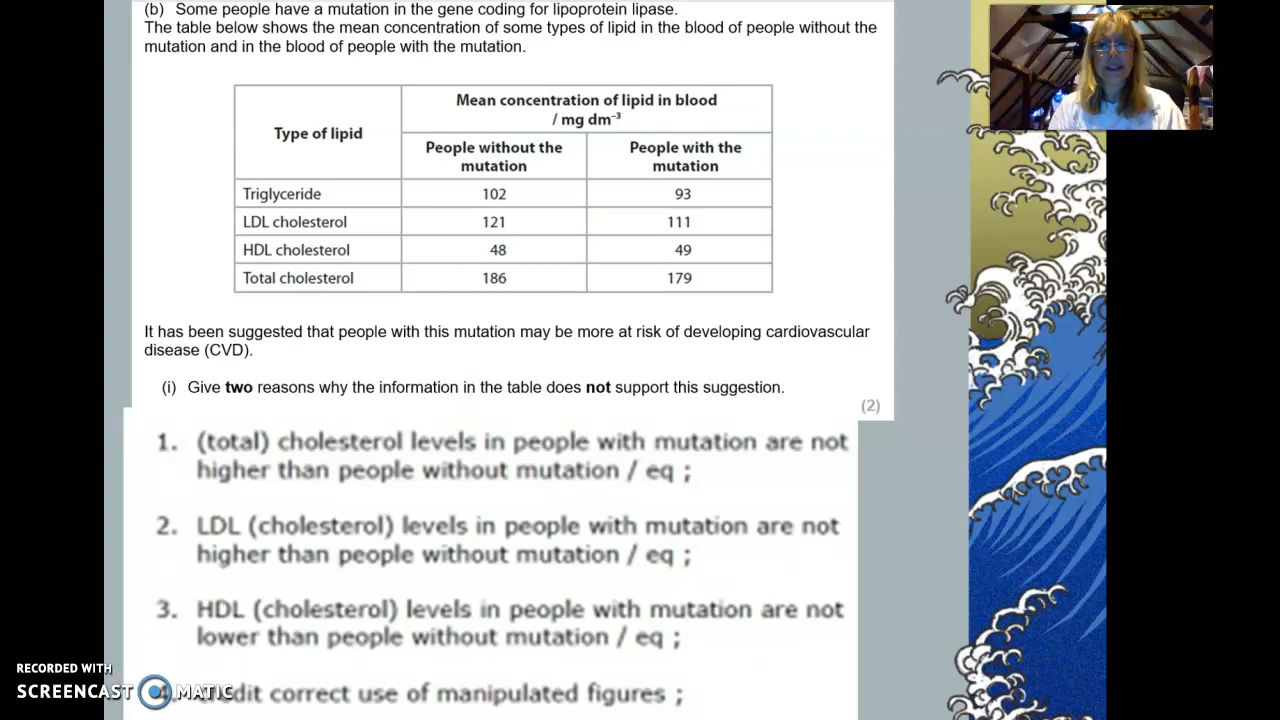 (b) Some people have a mutation in the gene coding for lipoprotein lipase.
The table below shows the mean concentration of some types of lipid in the blood of people without the
mutation and in the blood of people with the mutation.
Type of lipid
Mean concentration of lipid in blood
/ mg dm⁻³
People without the
mutation
People with the
mutation
Triglyceride 102 93
LDL cholesterol 121 111
HDL cholesterol 48 49
Total cholesterol 186 179
It has been suggested that people with this mutation may be more at risk of developing cardiovascular
disease (CVD).
(i) Give two reasons why the information in the table does not support this suggestion.
(2)
1. (total) cholesterol levels in people with mutation are not
higher than people without mutation / eq ;
2. LDL (cholesterol) levels in people with mutation are not
higher than people without mutation / eq ;
3. HDL (cholesterol) levels in people with mutation are not
lower than people without mutation / eq ;
correct use of manipulated figures ;
RECORDED WITH
SCREENCAST MATIC